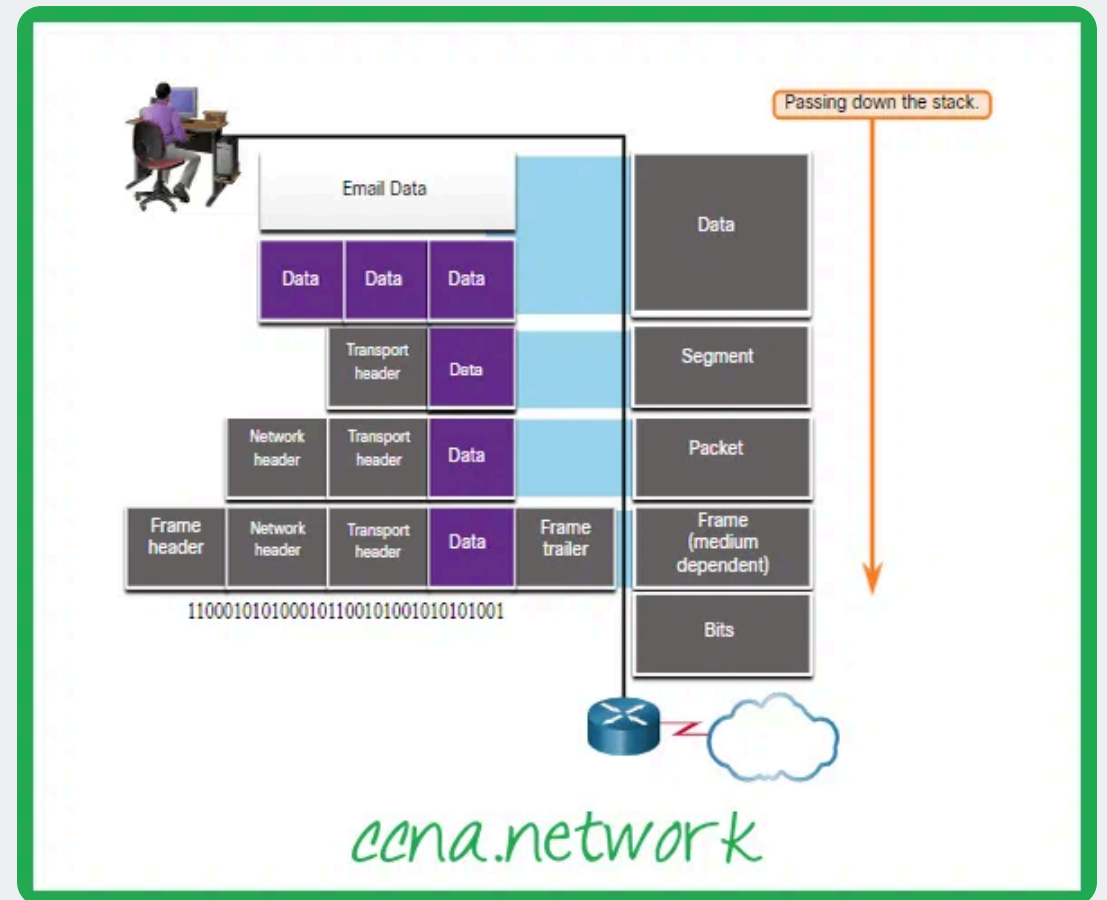 Passing down the stack.
Email Data
Data
Data Data Data
Transport
header
Data
Segment
Network
header
Transport
header
Data
Packet
Frame
header
Network
header
Transport
header
Data
Frame
trailer
Frame
(medium
dependent)
1100010101000101100101001010101001
Bits
ccna.network